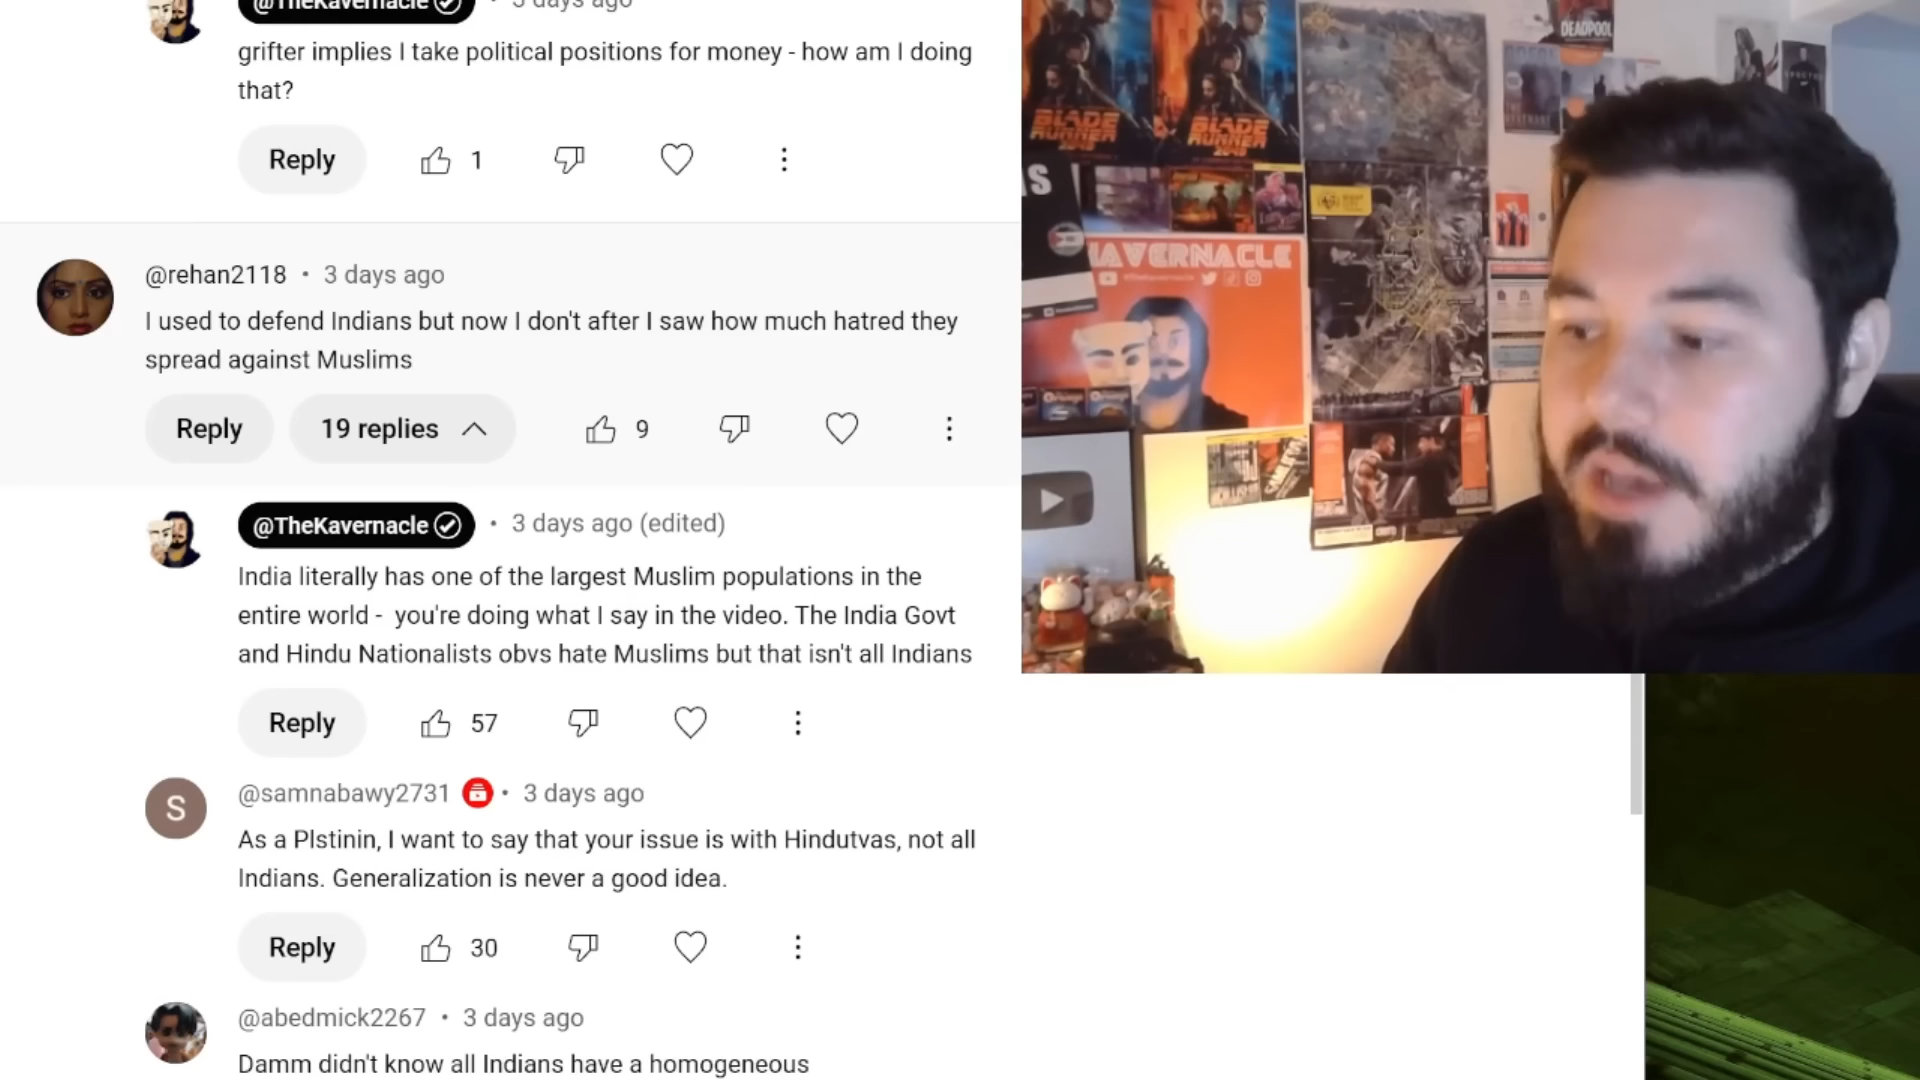 @TheKavernacle • 3 days ago
grifter implies I take political positions for money - how am I doing
that?
Reply
1
@rehan2118 • 3 days ago
I used to defend Indians but now I don't after I saw how much hatred they
spread against Muslims
Reply
19 replies
9
@TheKavernacle • 3 days ago (edited)
India literally has one of the largest Muslim populations in the
entire world - you're doing what I say in the video. The India Govt
and Hindu Nationalists obvs hate Muslims but that isn't all Indians
Reply
57
S
@samnabawy2731 • 3 days ago
As a Plstinin, I want to say that your issue is with Hindutvas, not all
Indians. Generalization is never a good idea.
Reply
30
@abedmick2267 • 3 days ago
Damm didn't know all Indians have a homogeneous
BLADE
RUNNER
BLADE
RUNNER
DEADPOOL
KAVERNACLE